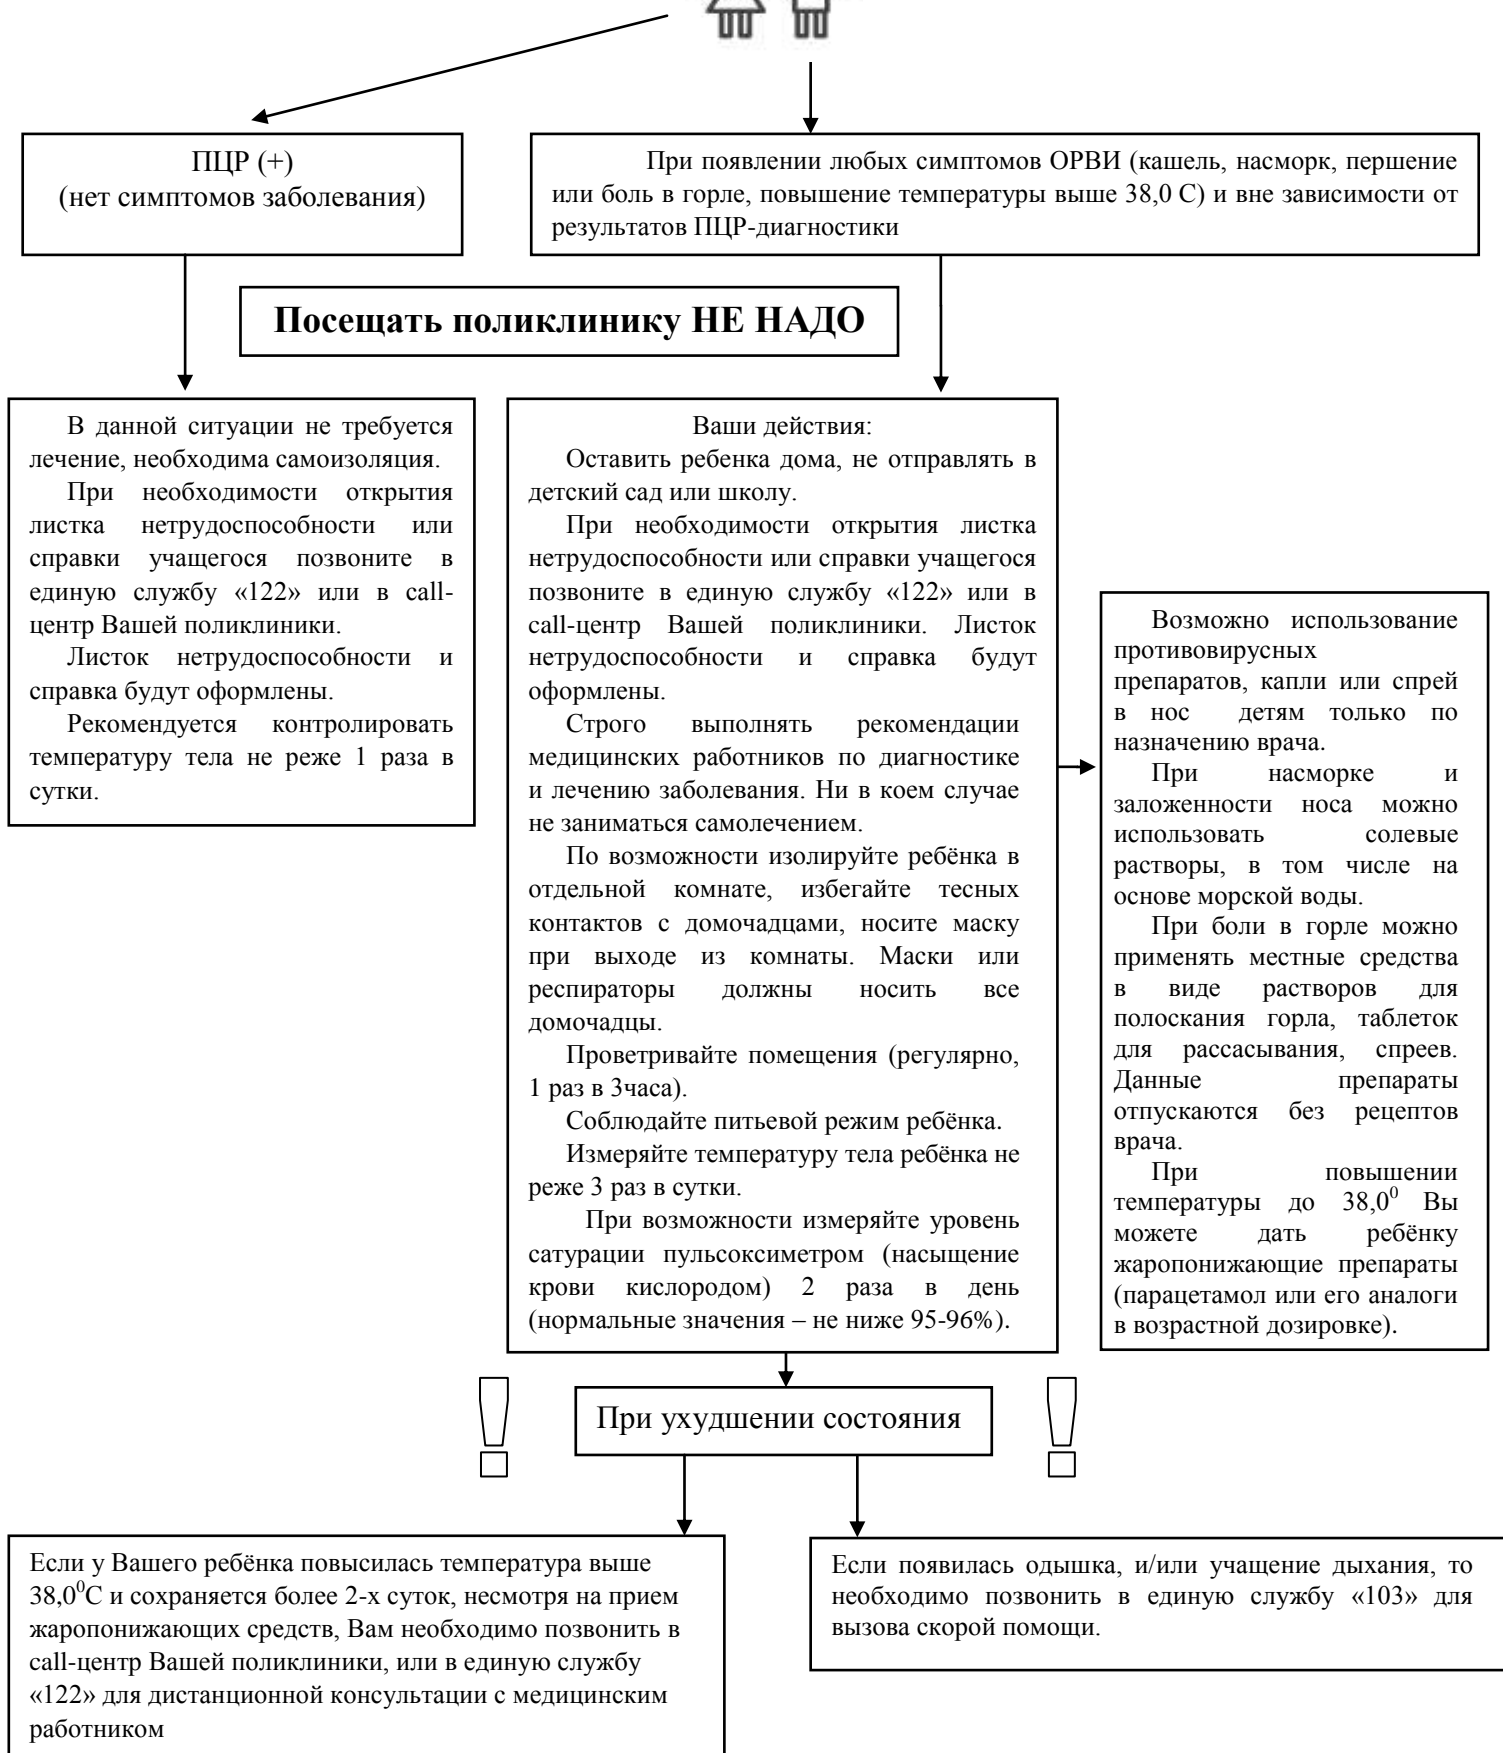 ПЦР (+)
(нет симптомов заболевания)
При появлении любых симптомов ОРВИ (кашель, насморк, першение
или боль в горле, повышение температуры выше 38,0 С) и вне зависимости от
результатов ПЦР-диагностики
Посещать поликлинику НЕ НАДО
В данной ситуации не требуется
лечение, необходима самоизоляция.
При необходимости открытия
листка нетрудоспособности или
справки учащегося позвоните в
единую службу «122» или в call-
центр Вашей поликлиники.
Листок нетрудоспособности и
справка будут оформлены.
Рекомендуется контролировать
температуру тела не реже 1 раза в
сутки.
Ваши действия:
Оставить ребенка дома, не отправлять в
детский сад или школу.
При необходимости открытия листка
нетрудоспособности или справки учащегося
позвоните в единую службу «122» или в
call-центр Вашей поликлиники. Листок
нетрудоспособности и справка будут
оформлены.
Строго выполнять рекомендации
медицинских работников по диагностике
и лечению заболевания. Ни в коем случае
не заниматься самолечением.
По возможности изолируйте ребёнка в
отдельной комнате, избегайте тесных
контактов с домочадцами, носите маску
при выходе из комнаты. Маски или
респираторы должны носить все
домочадцы.
Проветривайте помещения (регулярно,
1 раз в 3часа).
Соблюдайте питьевой режим ребёнка.
Измеряйте температуру тела ребёнка не
реже 3 раз в сутки.
При возможности измеряйте уровень
сатурации пульсоксиметром (насыщение
крови кислородом) 2 раза в день
(нормальные значения – не ниже 95-96%).
Возможно использование
противовирусных
препаратов, капли или спрей
в нос детям только по
назначению врача.
При насморке и
заложенности носа можно
использовать солевые
растворы, в том числе на
основе морской воды.
При боли в горле можно
применять местные средства
в виде растворов для
полоскания горла, таблеток
для рассасывания, спреев.
Данные препараты
отпускаются без рецептов
врача.
При повышении
температуры до 38,0⁰ Вы
можете дать ребёнку
жаропонижающие препараты
(парацетамол или его аналоги
в возрастной дозировке).
! При ухудшении состояния !
Если у Вашего ребёнка повысилась температура выше
38,0⁰С и сохраняется более 2-х суток, несмотря на прием
жаропонижающих средств, Вам необходимо позвонить в
call-центр Вашей поликлиники, или в единую службу
«122» для дистанционной консультации с медицинским
работником
Если появилась одышка, и/или учащение дыхания, то
необходимо позвонить в единую службу «103» для
вызова скорой помощи.